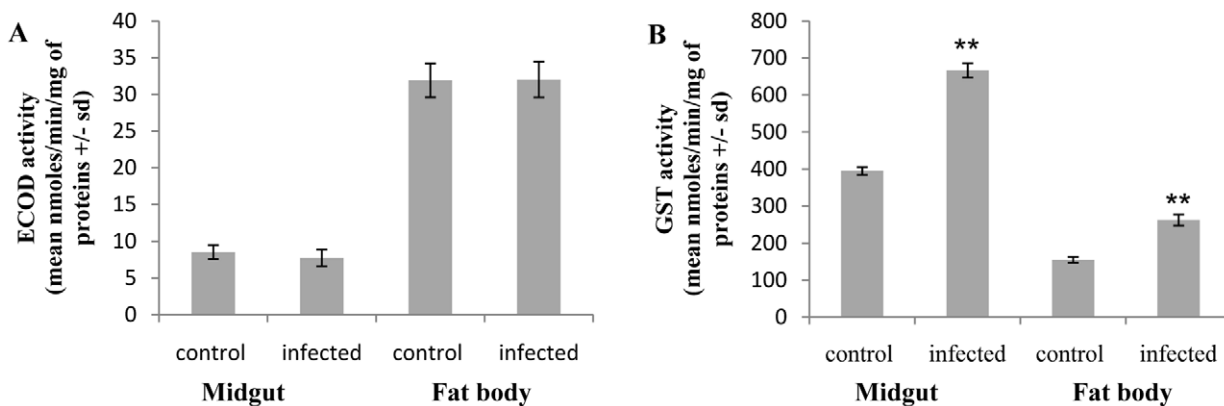 A
ECOD activity
(mean nmoles/min/mg of
proteins +/- sd)
40
35
30
25
20
15
10
5
0
control infected control infected
Midgut Fat body
B
GST activity
(mean nmoles/min/mg of
proteins +/- sd)
800
700
600
500
400
300
200
100
0
**
**
control infected control infected
Midgut Fat body